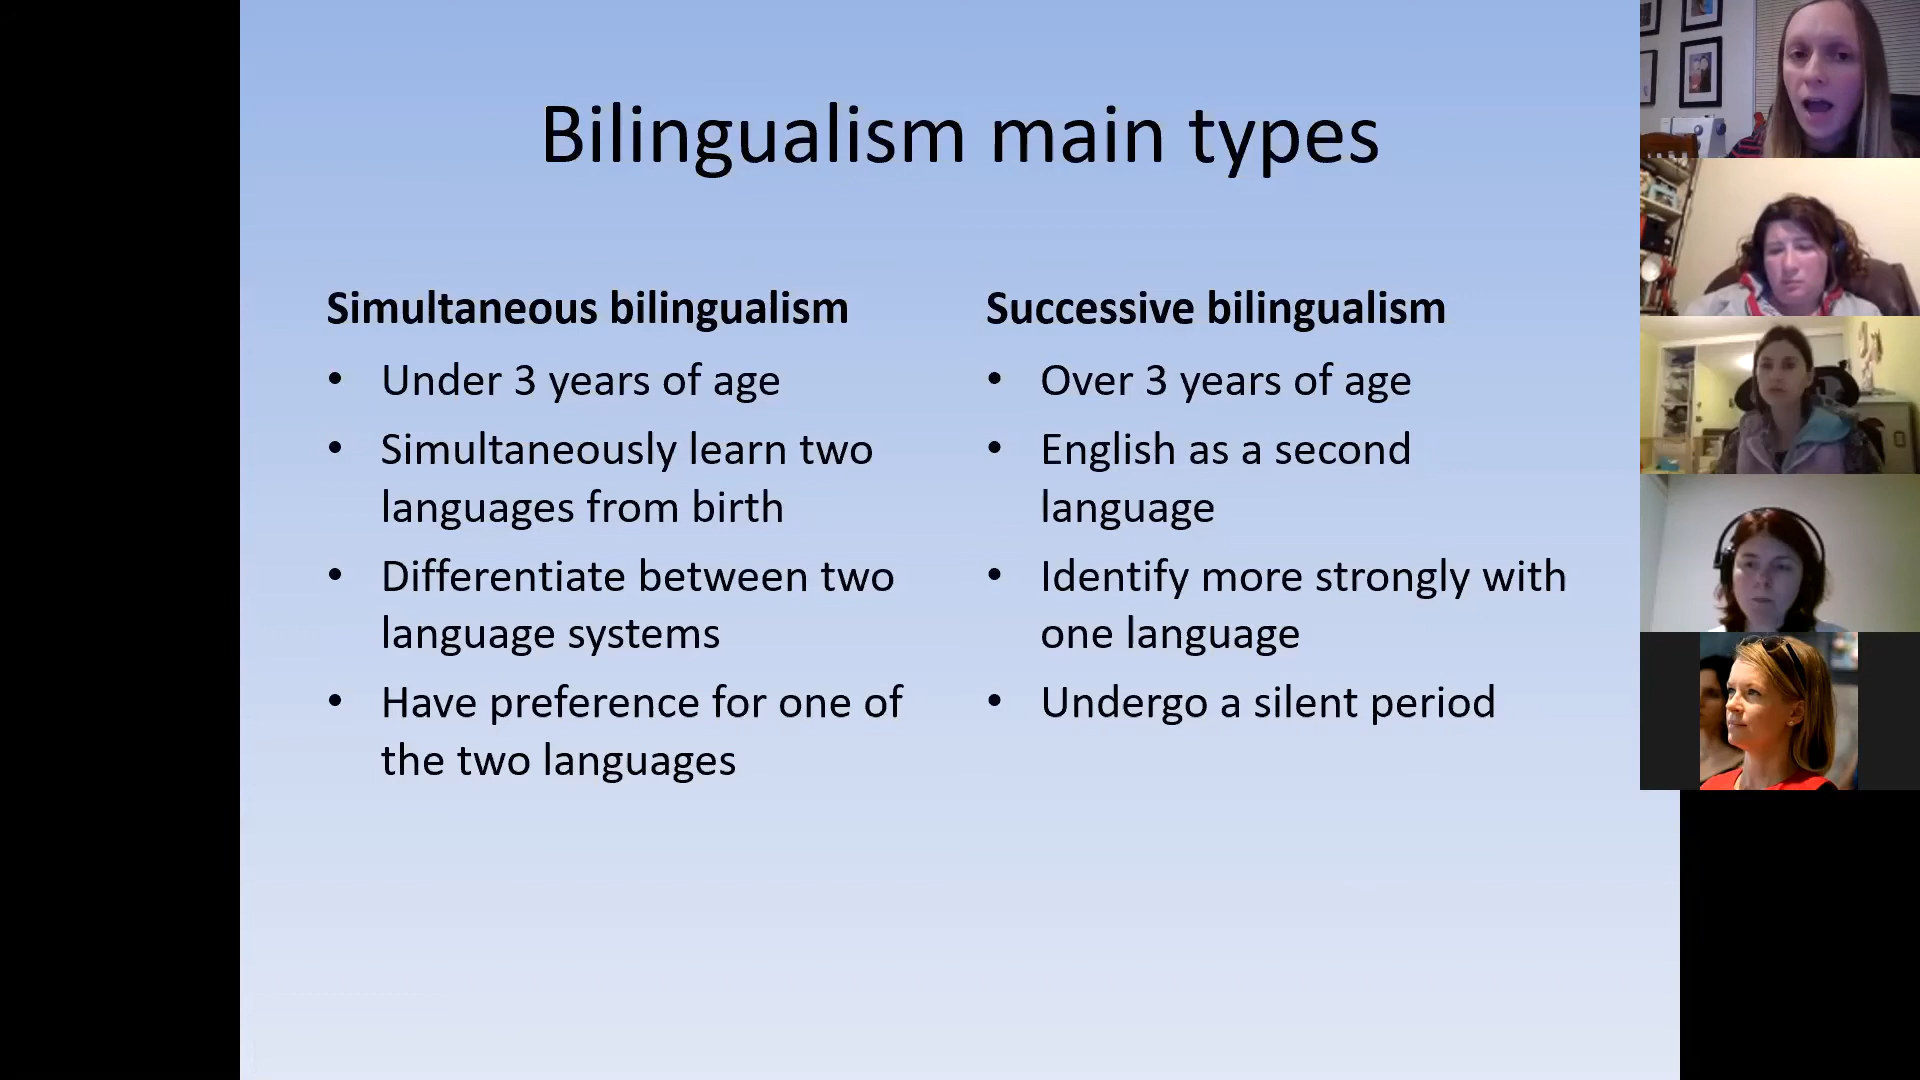 Bilingualism main types
Simultaneous bilingualism
• Under 3 years of age
• Simultaneously learn two
languages from birth
• Differentiate between two
language systems
• Have preference for one of
the two languages
Successive bilingualism
• Over 3 years of age
• English as a second
language
• Identify more strongly with
one language
• Undergo a silent period